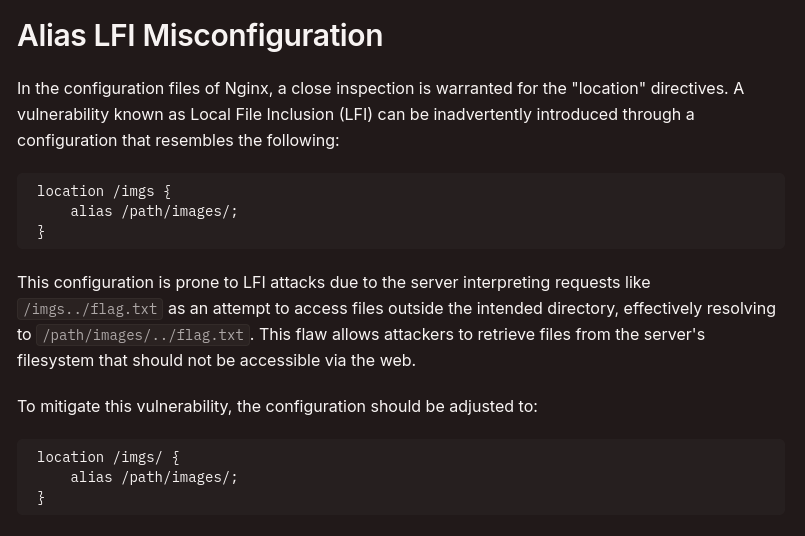 Alias LFI Misconfiguration
In the configuration files of Nginx, a close inspection is warranted for the "location" directives. A
vulnerability known as Local File Inclusion (LFI) can be inadvertently introduced through a
configuration that resembles the following:
location /imgs {
    alias /path/images/;
}
This configuration is prone to LFI attacks due to the server interpreting requests like
/imgs../flag.txt as an attempt to access files outside the intended directory, effectively resolving
to /path/images/../flag.txt. This flaw allows attackers to retrieve files from the server's
filesystem that should not be accessible via the web.
To mitigate this vulnerability, the configuration should be adjusted to:
location /imgs/ {
    alias /path/images/;
}